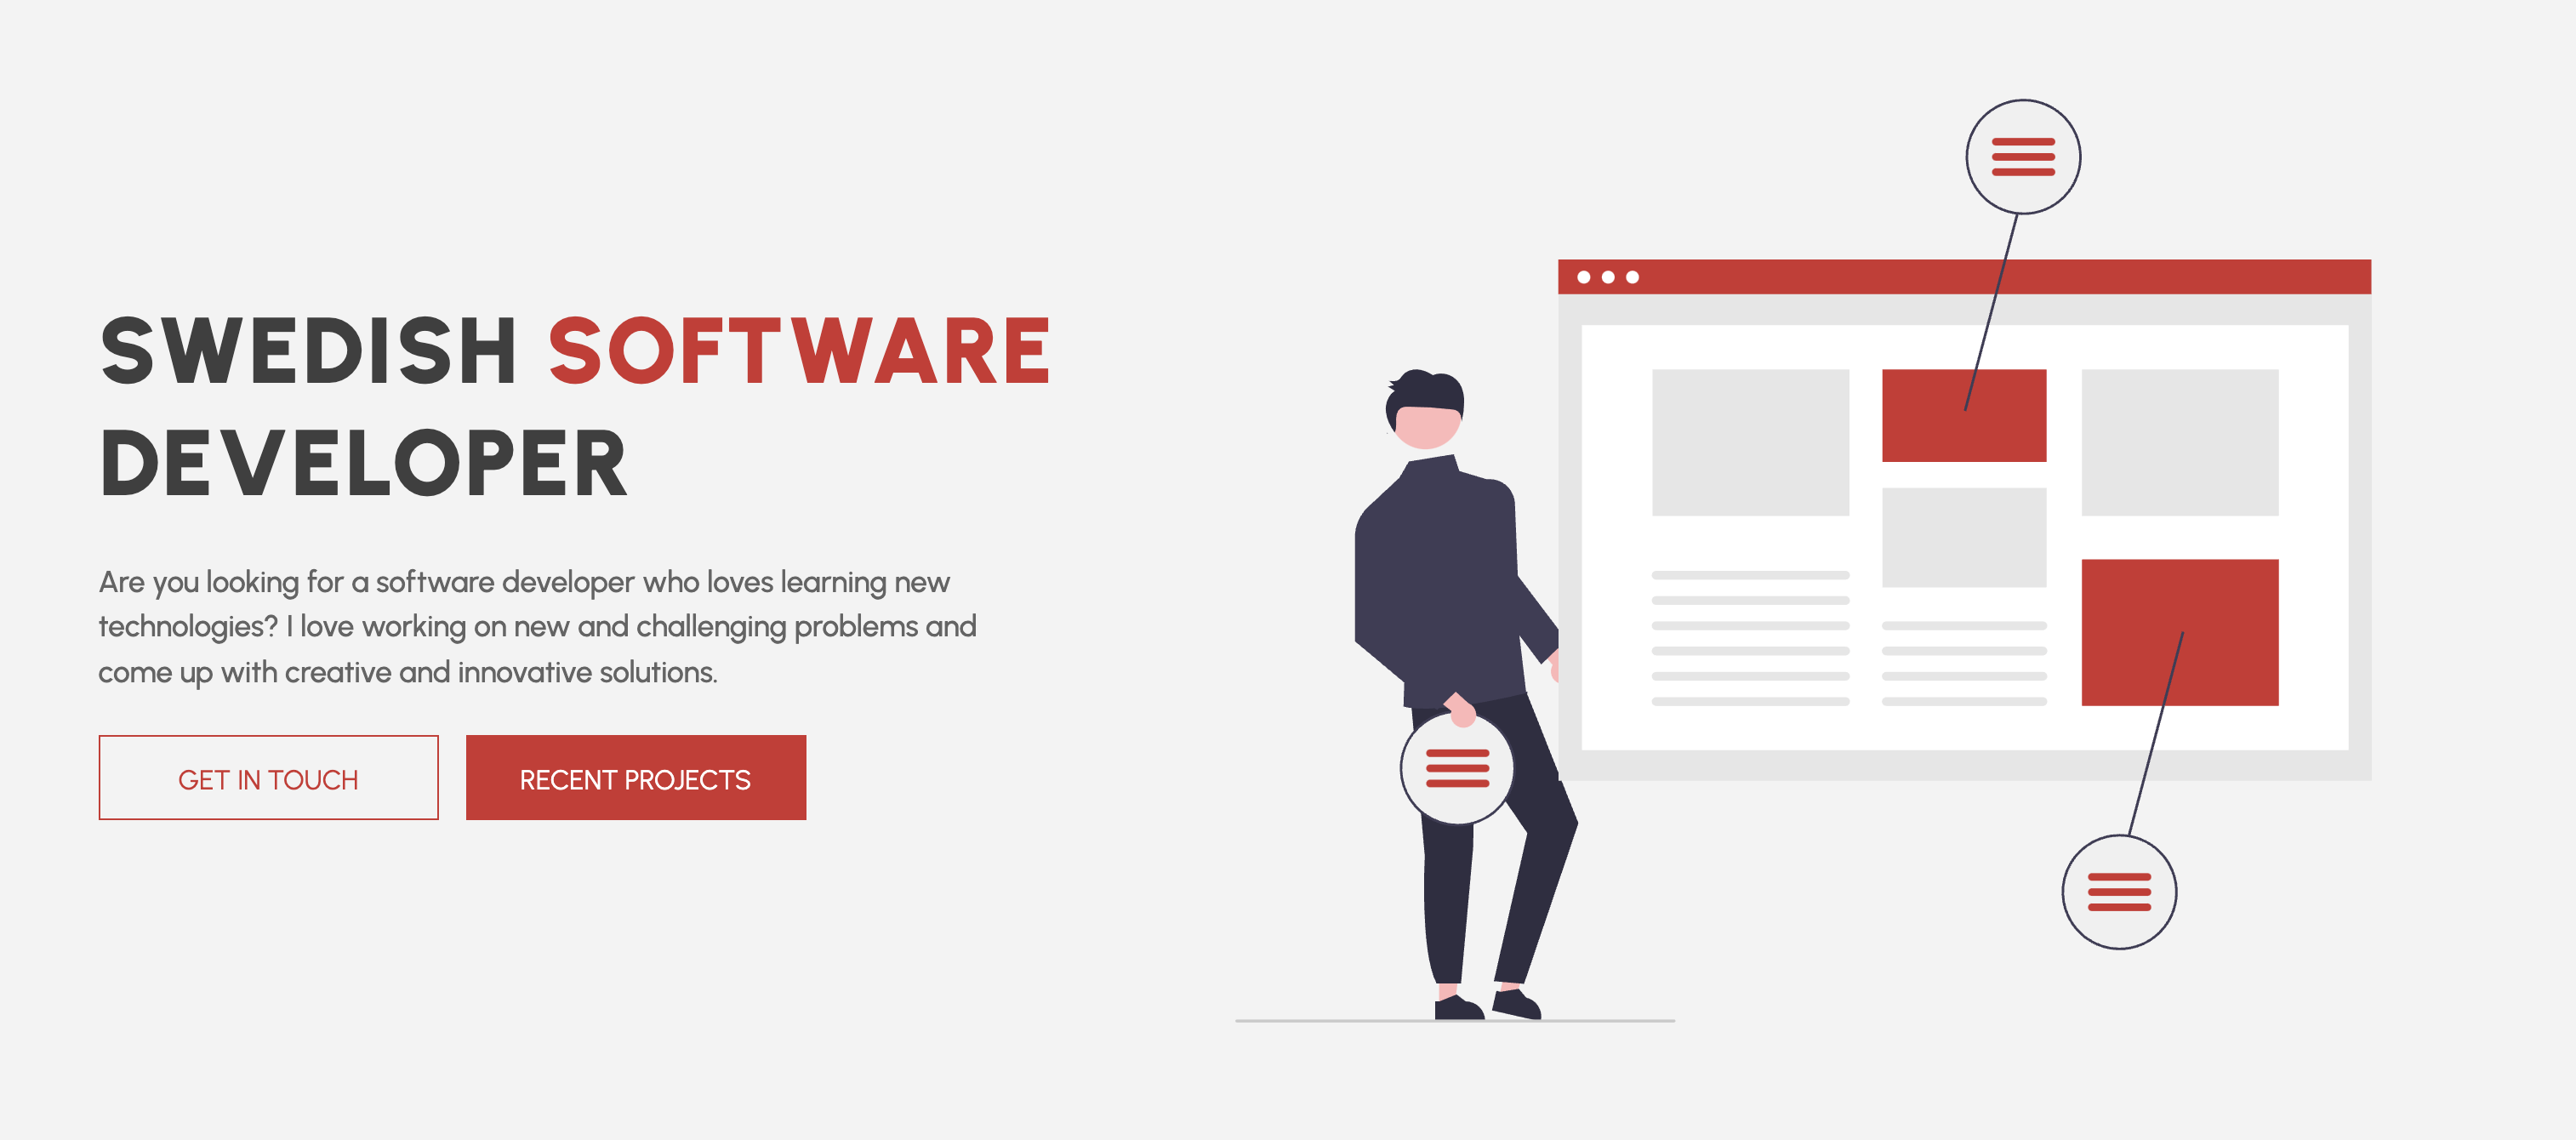 SWEDISH SOFTWARE
DEVELOPER
Are you looking for a software developer who loves learning new
technologies? I love working on new and challenging problems and
come up with creative and innovative solutions.
GET IN TOUCH
RECENT PROJECTS